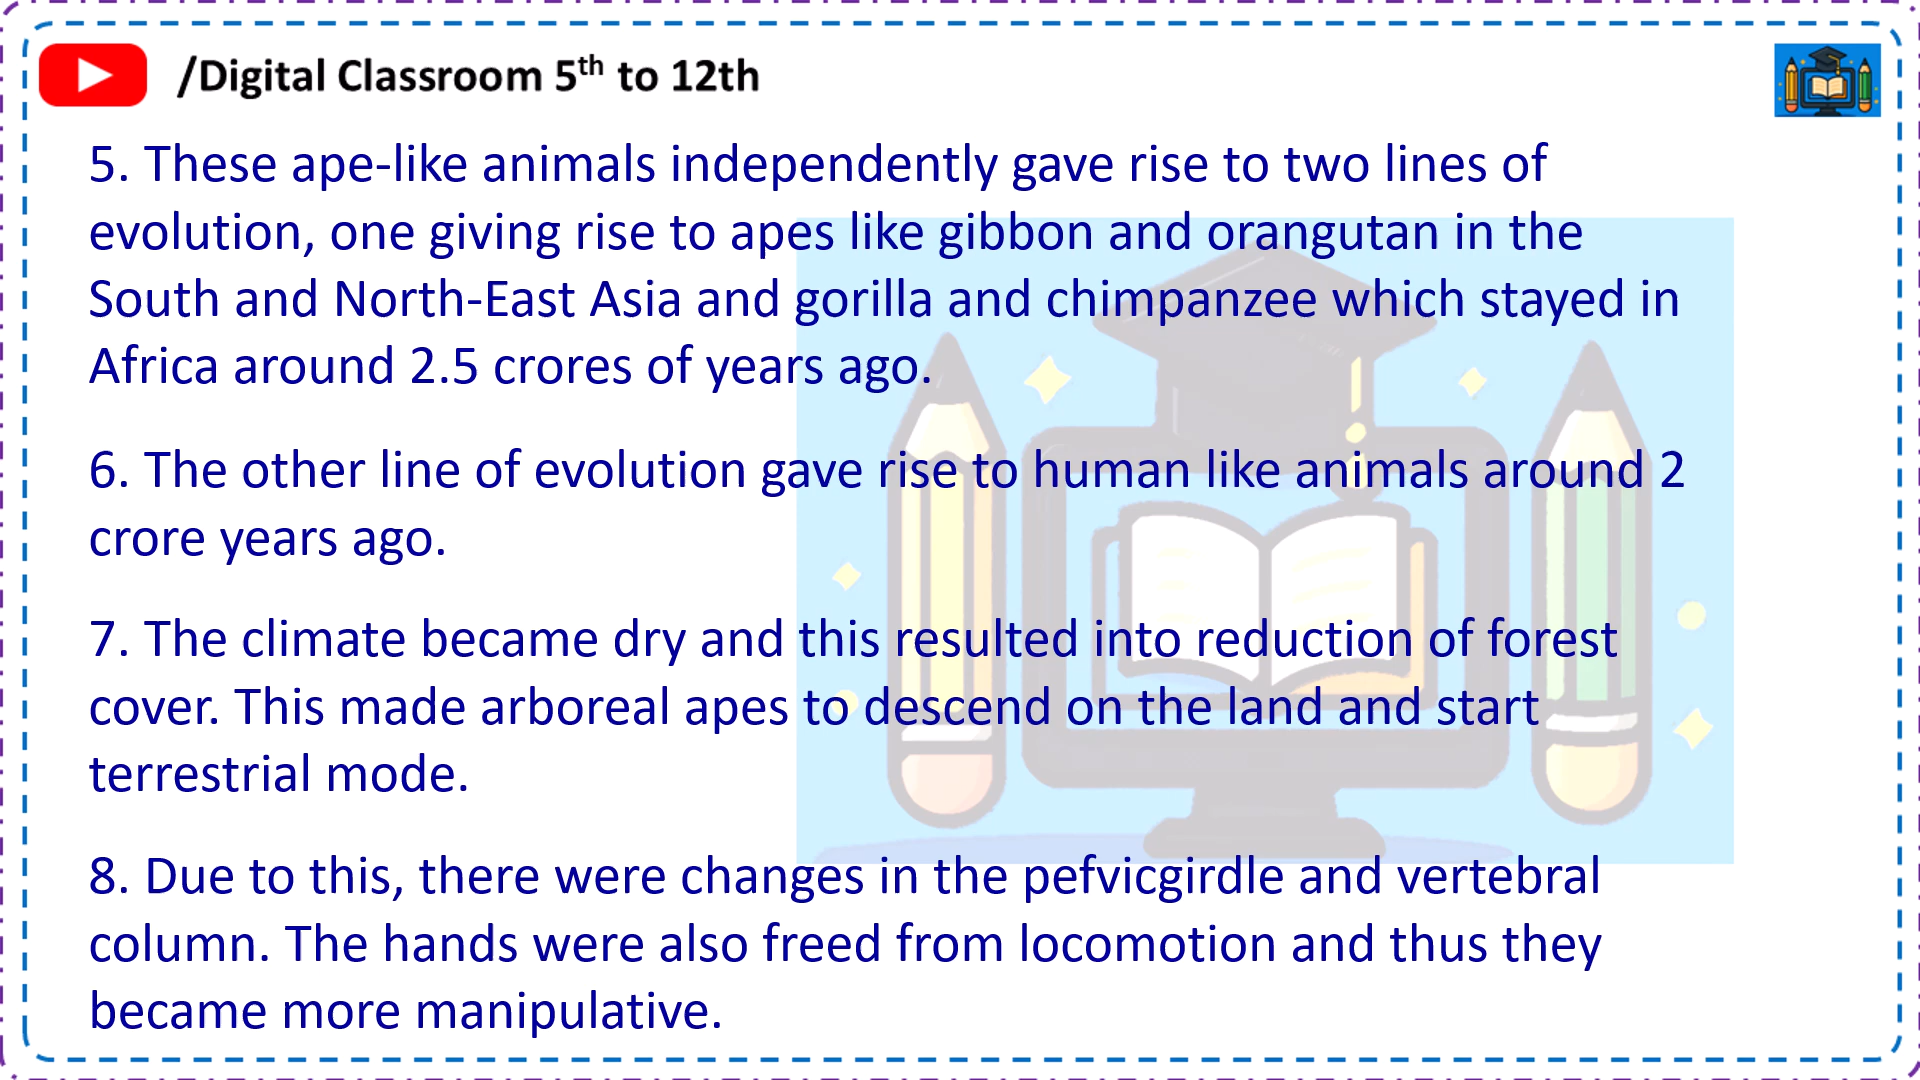 /Digital Classroom 5th to 12th
5. These ape-like animals independently gave rise to two lines of
evolution, one giving rise to apes like gibbon and orangutan in the
South and North-East Asia and gorilla and chimpanzee which stayed in
Africa around 2.5 crores of years ago.
6. The other line of evolution gave rise to human like animals around 2
crore years ago.
7. The climate became dry and this resulted into reduction of forest
cover. This made arboreal apes to descend on the land and start
terrestrial mode.
8. Due to this, there were changes in the pefvicgirdle and vertebral
column. The hands were also freed from locomotion and thus they
became more manipulative.